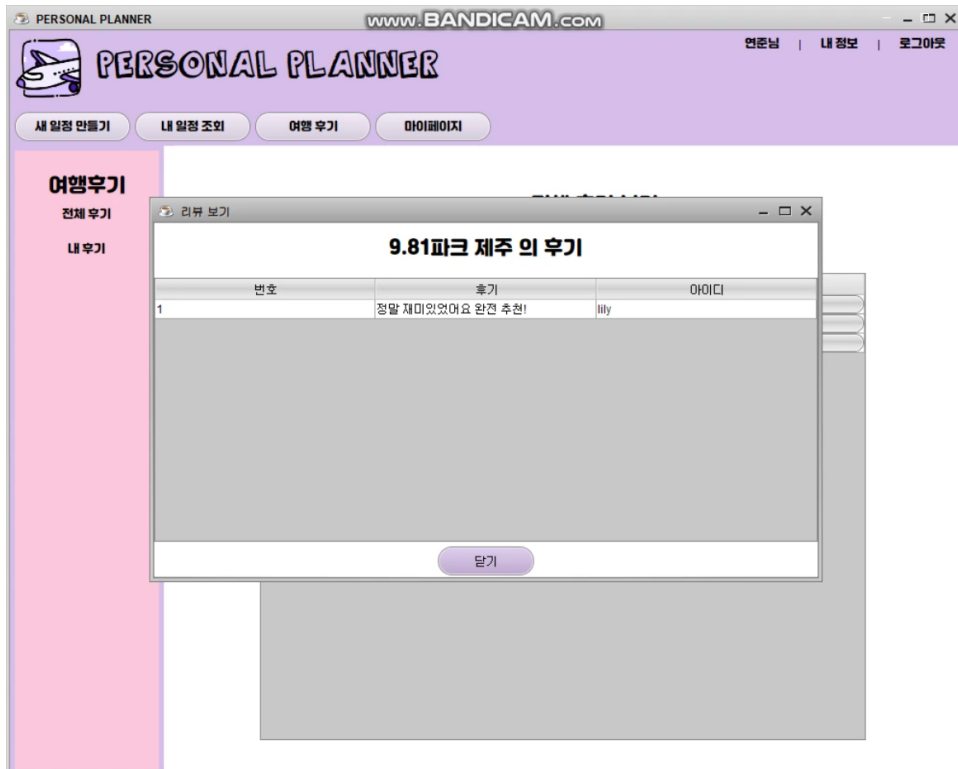 PERSONAL PLANNER
www.BANDICAM.com
연준님 | 내 정보 | 로그아웃
PERSONAL PLANNER
새 일정 만들기 내 일정 조회 여행 후기 마이페이지
여행후기
전체 후기
내 후기
리뷰 보기
9.81파크 제주 의 후기
번호 후기 아이디
1 정말 재미있었어요 완전 추천! lily
닫기